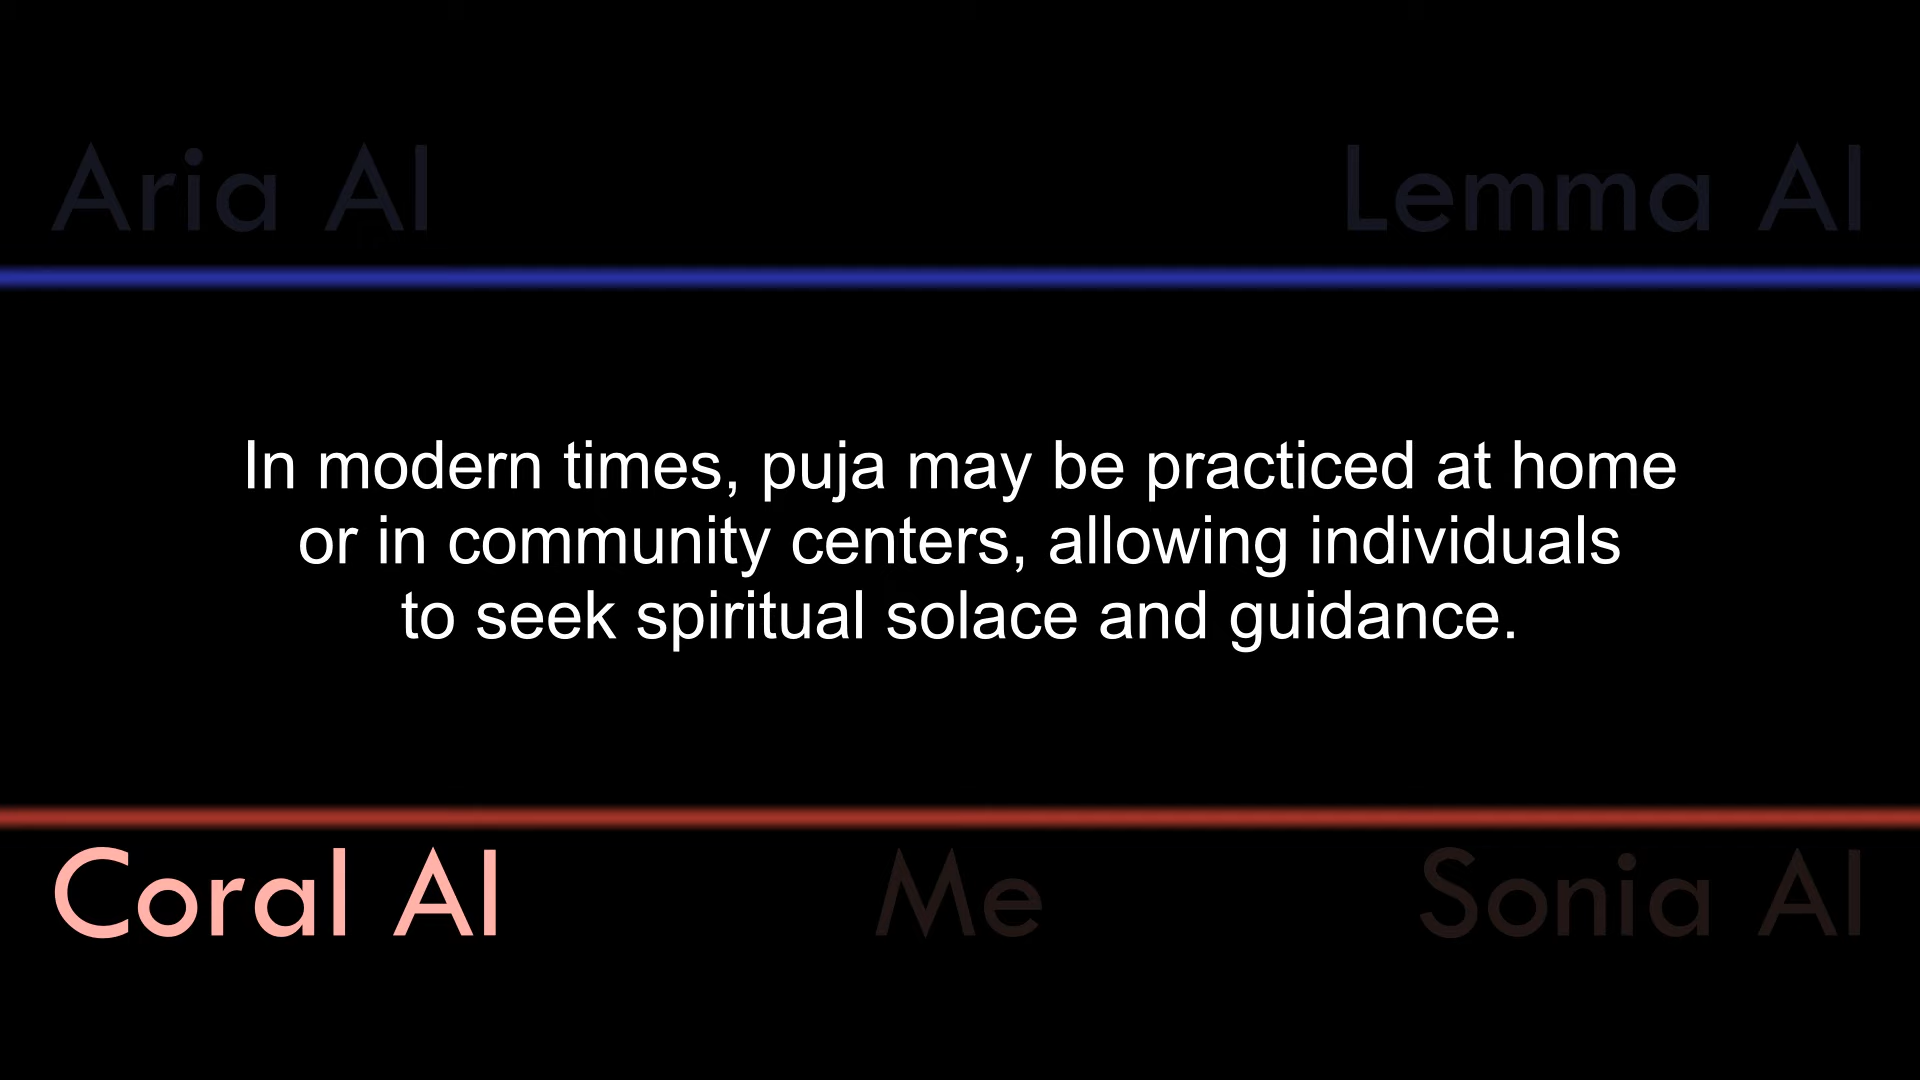 Aria AI
Lemma AI
In modern times, puja may be practiced at home
or in community centers, allowing individuals
to seek spiritual solace and guidance.
Coral AI
Me
Sonia AI